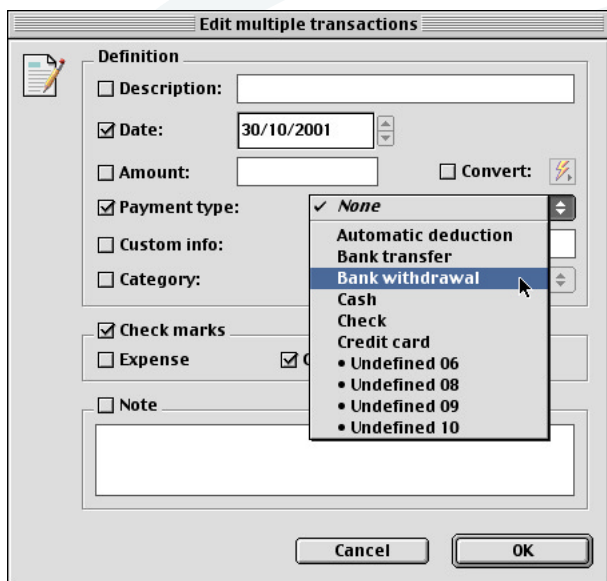 Edit multiple transactions
Definition
Description:
Date: 30/10/2001
Amount: Convert:
Payment type: ✓ None
Custom info: Automatic deduction
Bank transfer
Category: Bank withdrawal
Cash
Check marks Check
Credit card
Expense • Undefined 06
• Undefined 08
Note • Undefined 09
• Undefined 10
Cancel OK